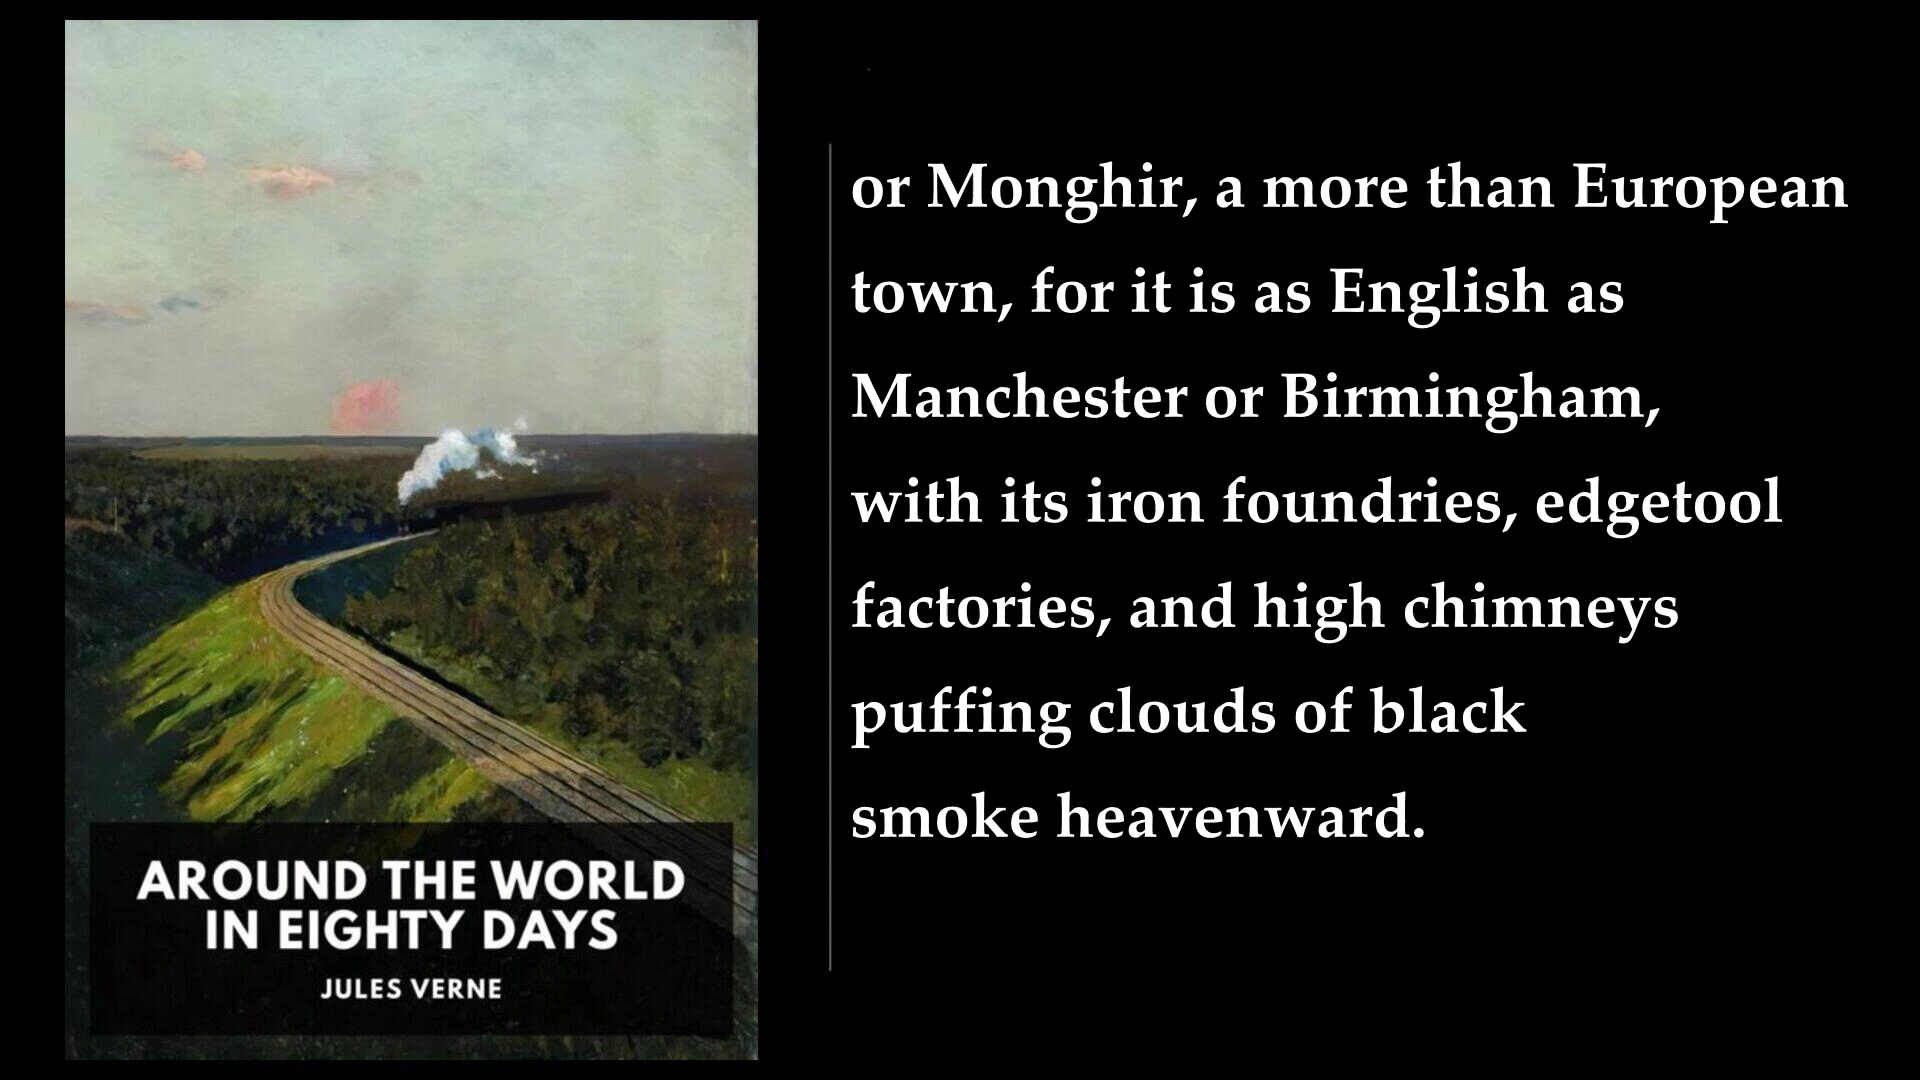 AROUND THE WORLD
IN EIGHTY DAYS
JULES VERNE
or Monghir, a more than European
town, for it is as English as
Manchester or Birmingham,
with its iron foundries, edgetool
factories, and high chimneys
puffing clouds of black
smoke heavenward.